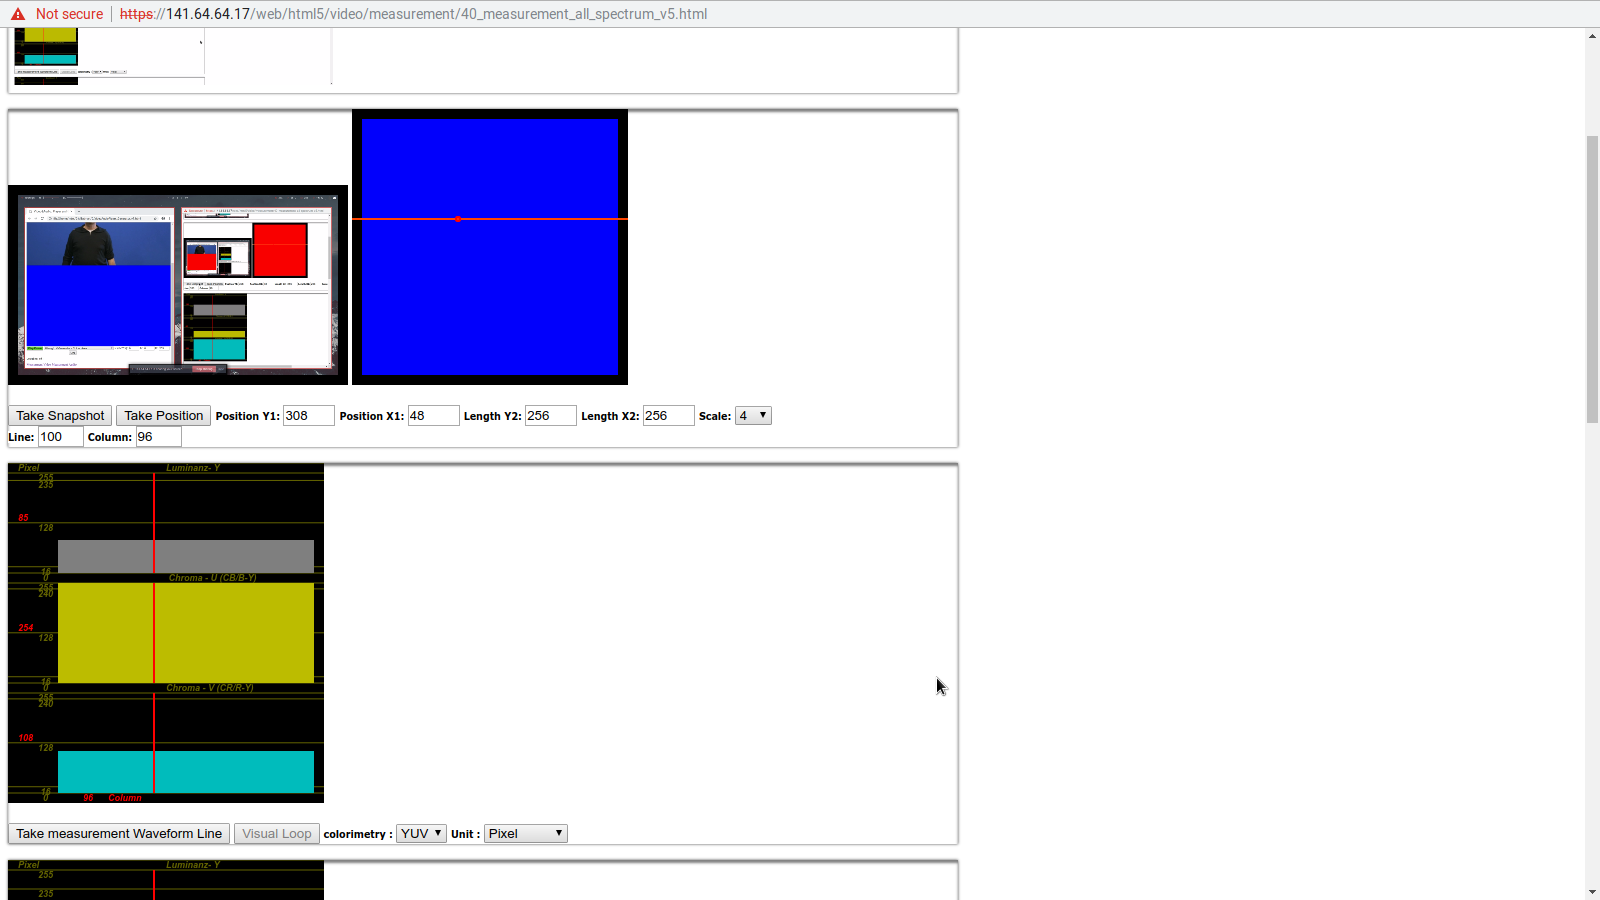 Not secure https://141.64.64.17/web/html5/video/measurement/40_measurement_all_spectrum_v5.html
Take Snapshot Take Position Position Y1: 308 Position X1: 48 Length Y2: 256 Length X2: 256 Scale: 4
Line: 100 Column: 96
Pixel Luminanz- Y
255
235
85
128
16
0 Chroma - U (CB/B-Y)
255
240
254
128
16
0 Chroma - V (CR/R-Y)
255
240
108
128
16
0 96 Column
Take measurement Waveform Line Visual Loop colorimetry : YUV Unit : Pixel
Pixel Luminanz- Y
255
235